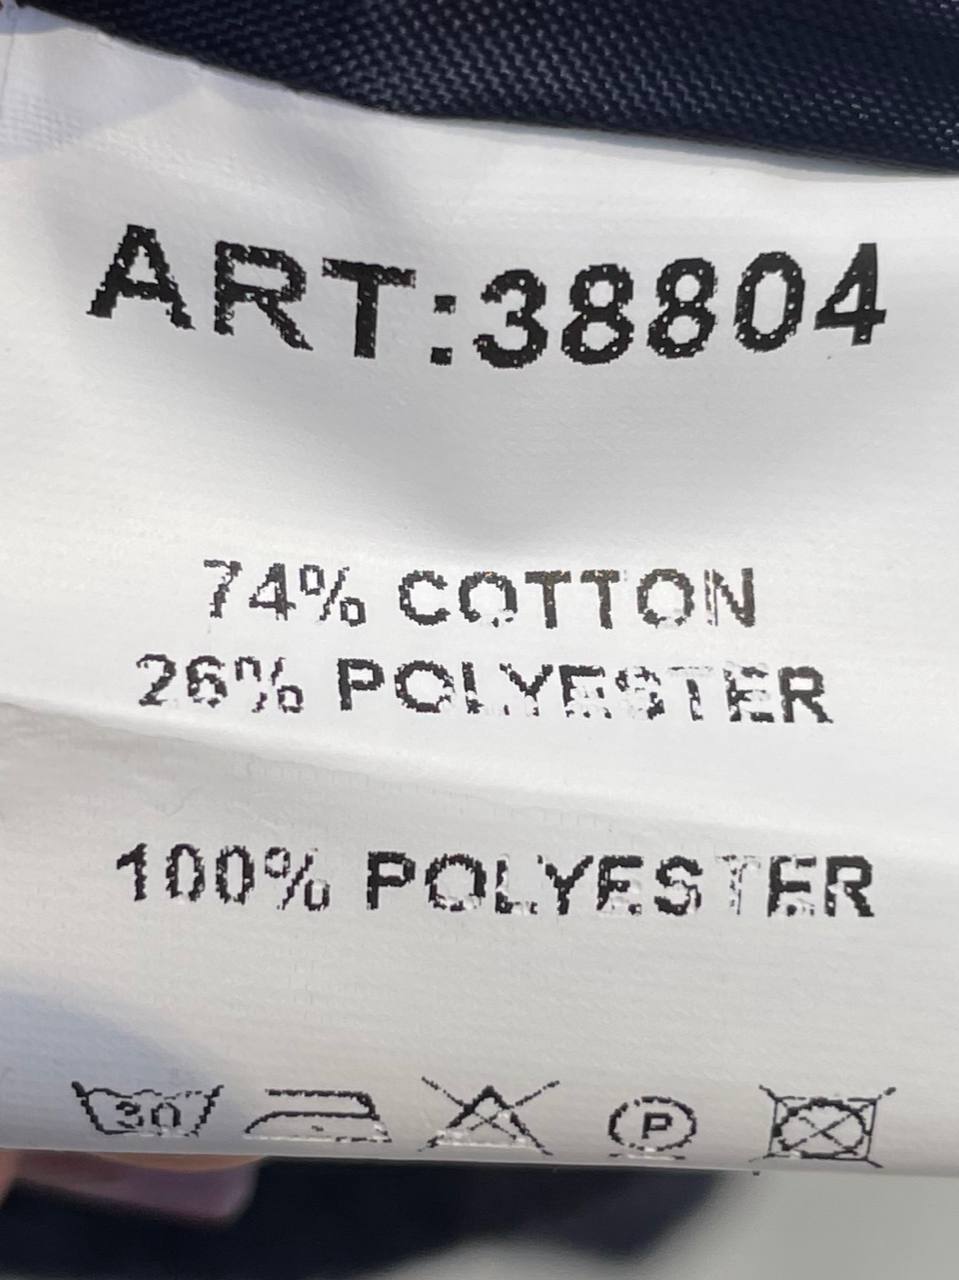 ART:38804
74% COTTON
26% POLYESTER
100% POLYESTER
30 P